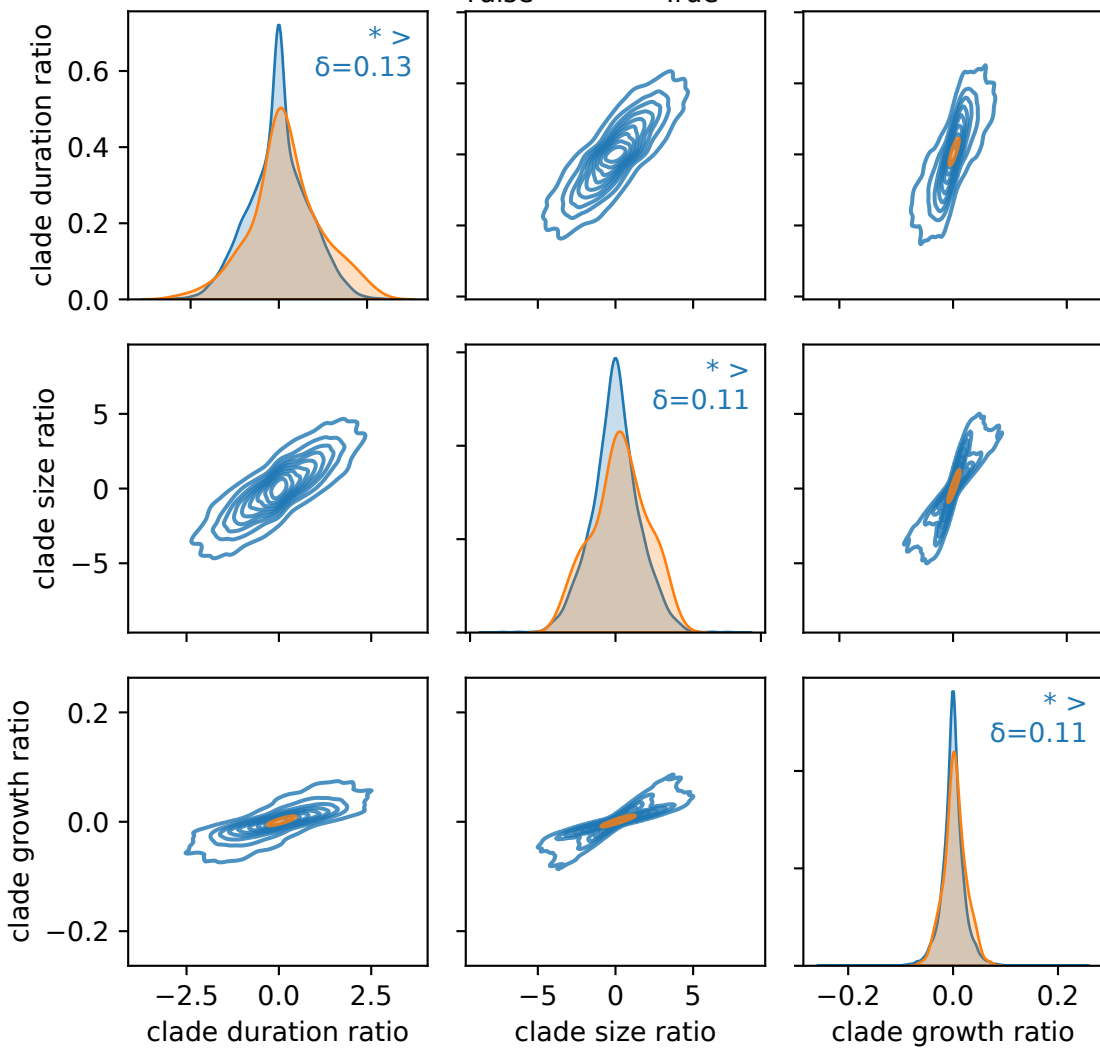 * >
δ=0.13
clade duration ratio
0.6
0.4
0.2
0.0
* >
δ=0.11
clade size ratio
5
0
−5
* >
δ=0.11
clade growth ratio
0.2
0.0
−0.2
−2.5 0.0 2.5
−5 0 5
−0.2 0.0 0.2
clade duration ratio
clade size ratio
clade growth ratio